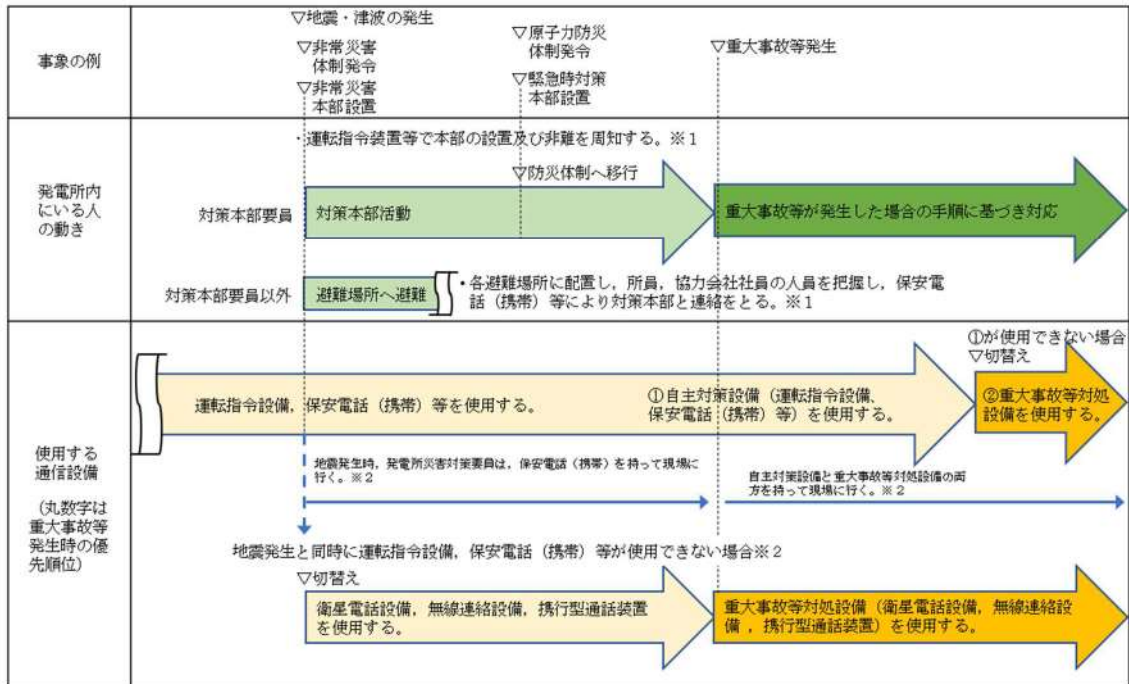 事象の例
▽地震・津波の発生
▽非常災害
体制発令
▽非常災害
本部設置
▽原子力防災
体制発令
▽緊急時対策
本部設置
▽重大事故等発生
発電所内
にいる人
の動き
・運転指令装置等で本部の設置及び非難を周知する。※1
▽防災体制へ移行
対策本部要員
対策本部活動
重大事故等が発生した場合の手順に基づき対応
対策本部要員以外
避難場所へ避難
・各避難場所に配置し，所員，協力会社社員の人員を把握し，保安電
話（携帯）等により対策本部と連絡をとる。※1
使用する
通信設備
（丸数字は
重大事故等
発生時の優
先順位）
①が使用できない場合
▽切替え
運転指令設備，保安電話（携帯）等を使用する。
①自主対策設備（運転指令設備、
保安電話（携帯）等）を使用する。
②重大事故等対処
設備を使用する。
地震発生時，発電所災害対策要員は，保安電話（携帯）を持って現場に
行く。※2
自主対策設備と重大事故等対処設備の両
方を持って現場に行く。※2
地震発生と同時に運転指令設備，保安電話（携帯）等が使用できない場合※2
▽切替え
衛星電話設備，無線連絡設備，携行型通話装置
を使用する。
重大事故等対処設備（衛星電話設備，無線連絡設
備，携行型通話装置）を使用する。